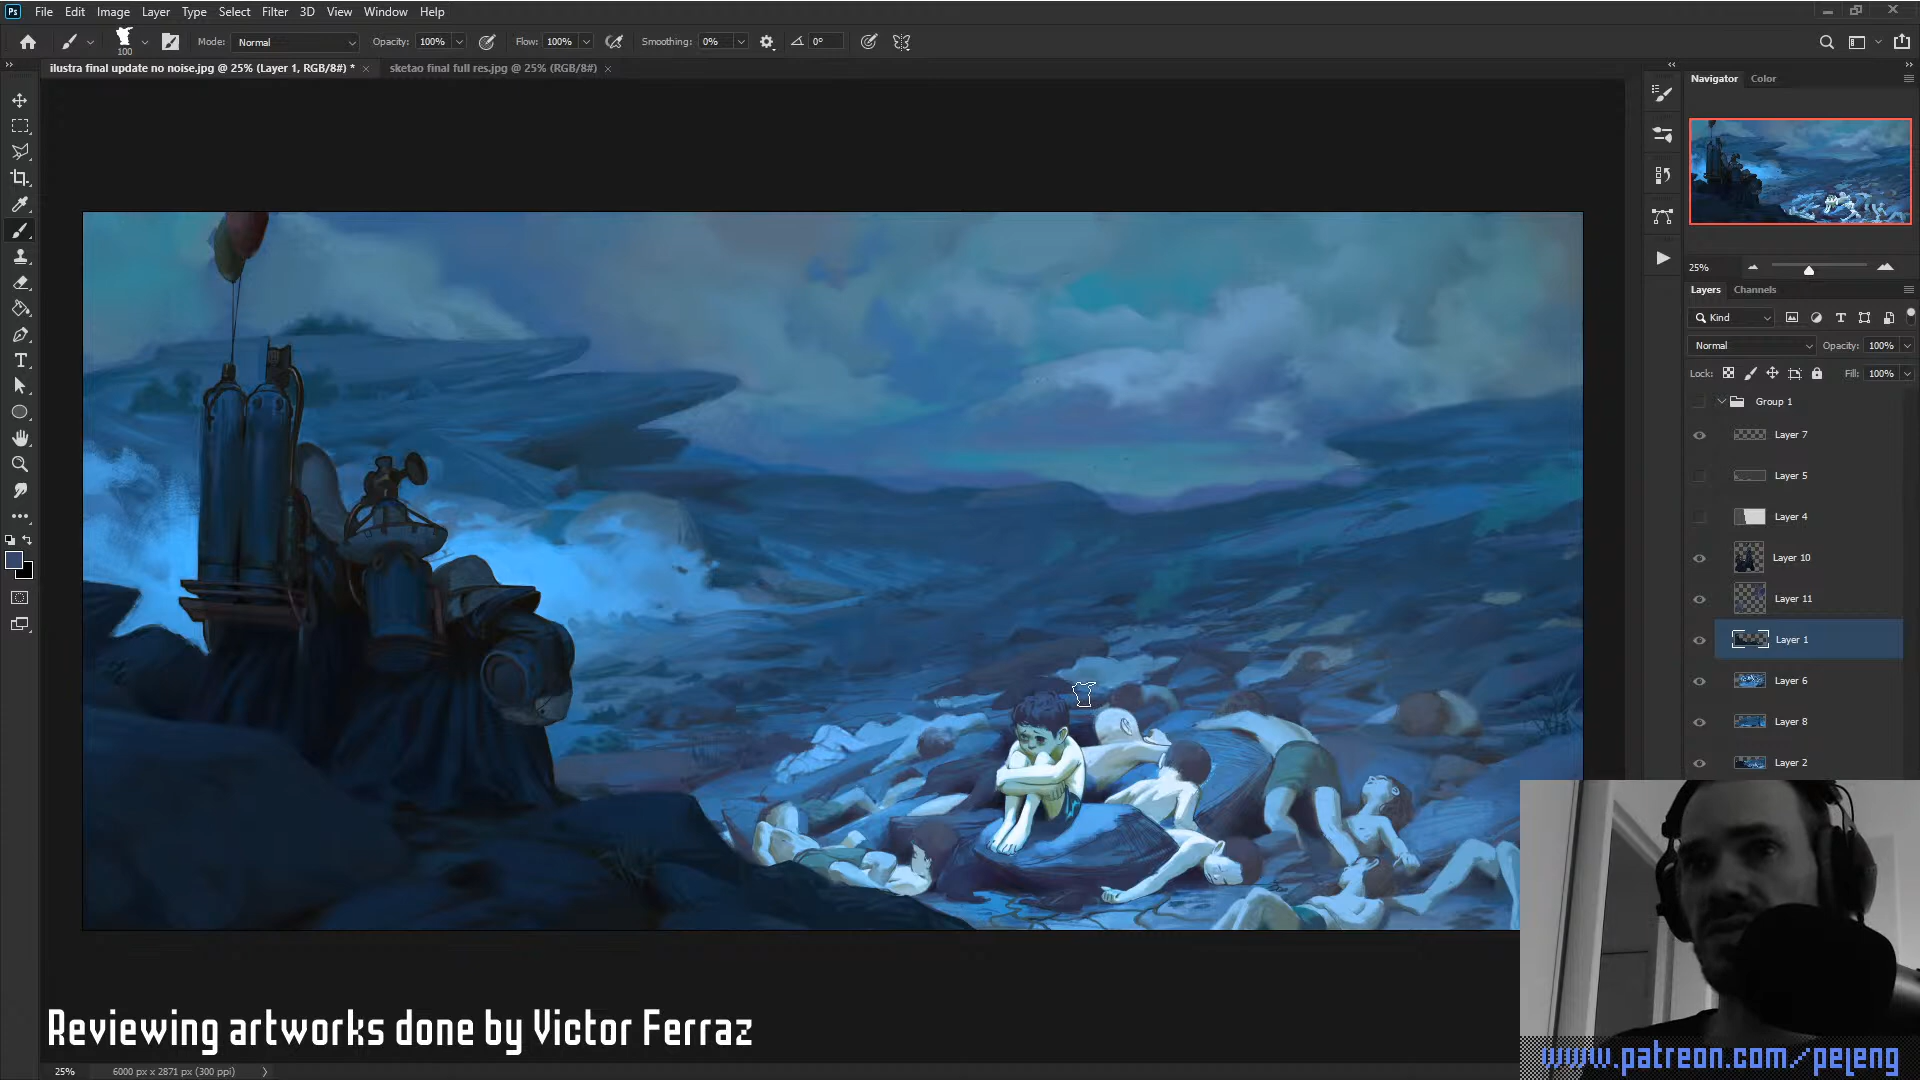 Ps File Edit Image Layer Type Select Filter 3D View Window Help
100 Mode: Normal Opacity: 100% Flow: 100% Smoothing: 0% 0°
ilustra final update no noise.jpg @ 25% (Layer 1, RGB/8#) * × sketao final full res.jpg @ 25% (RGB/8#) ×
Navigator Color
25%
Layers Channels
Kind
Normal Opacity: 100%
Lock: Fill: 100%
Group 1
Layer 7
Layer 5
Layer 4
Layer 10
Layer 11
Layer 1
Layer 6
Layer 8
Layer 2
Reviewing artworks done by Victor Ferraz
www.patreon.com/peleng
25% 6000 px x 2871 px (300 ppi)